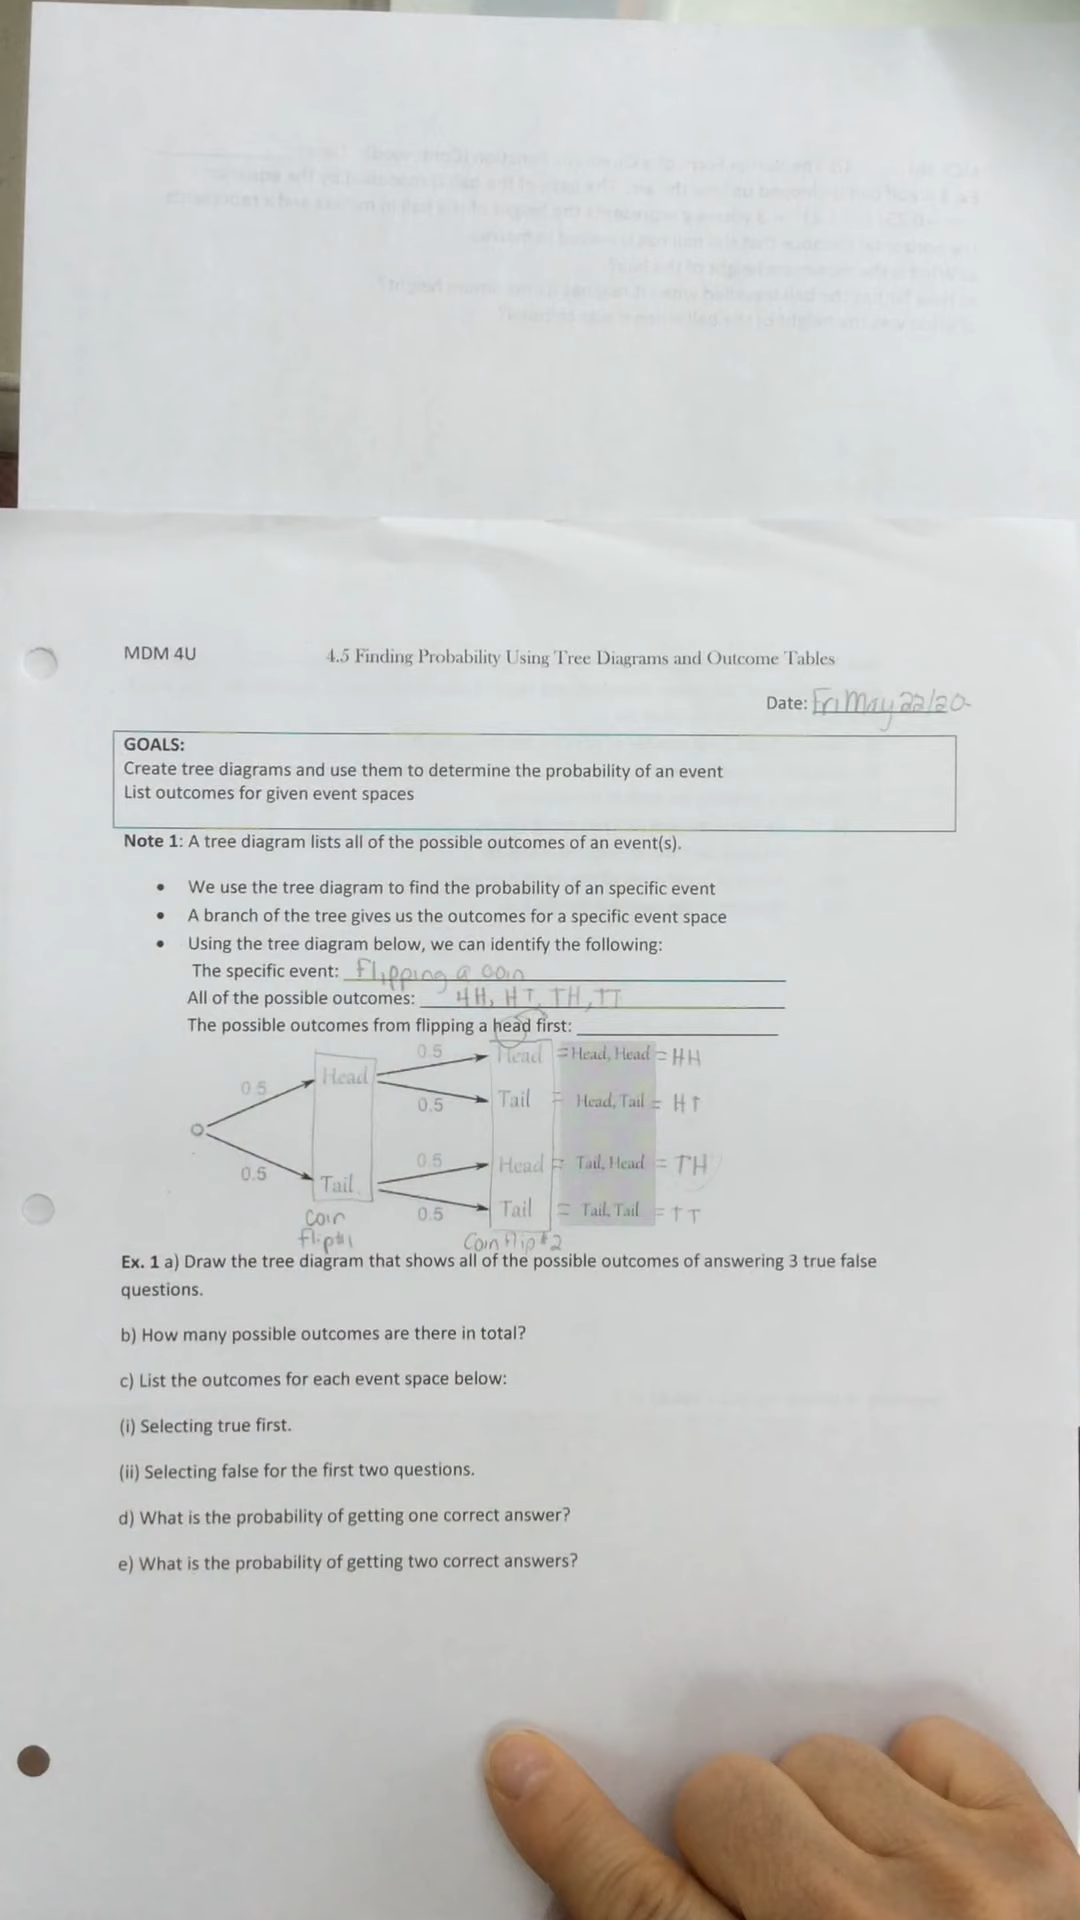 MDM 4U
4.5 Finding Probability Using Tree Diagrams and Outcome Tables
Date: Fri May 22/20
GOALS:
Create tree diagrams and use them to determine the probability of an event
List outcomes for given event spaces
Note 1: A tree diagram lists all of the possible outcomes of an event(s).
• We use the tree diagram to find the probability of an specific event
• A branch of the tree gives us the outcomes for a specific event space
• Using the tree diagram below, we can identify the following:
The specific event: Flipping a coin
All of the possible outcomes: HH, HT, TH, TT
The possible outcomes from flipping a head first:
0.5 Head = Head, Head = HH
0.5 Head
0.5 Tail = Head, Tail = HT
0.5 Head = Tail, Head = TH
0.5 Tail
0.5 Tail = Tail, Tail = TT
Coin flip #1
Coin flip #2
Ex. 1 a) Draw the tree diagram that shows all of the possible outcomes of answering 3 true false
questions.
b) How many possible outcomes are there in total?
c) List the outcomes for each event space below:
(i) Selecting true first.
(ii) Selecting false for the first two questions.
d) What is the probability of getting one correct answer?
e) What is the probability of getting two correct answers?